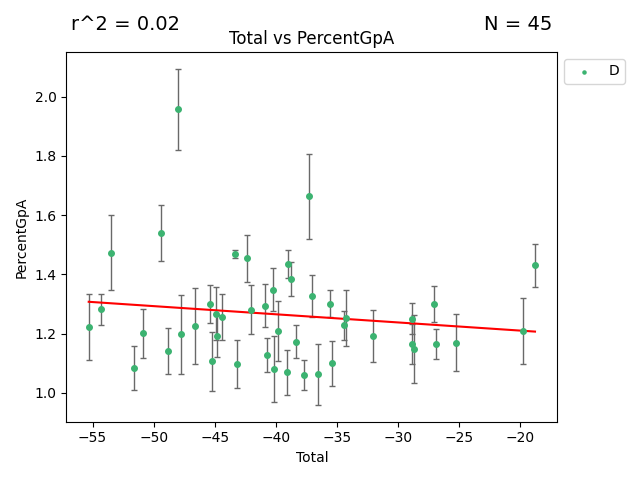 r^2 = 0.02
N = 45
Total vs PercentGpA
D
PercentGpA
2.0
1.8
1.6
1.4
1.2
1.0
−55
−50
−45
−40
−35
−30
−25
−20
Total